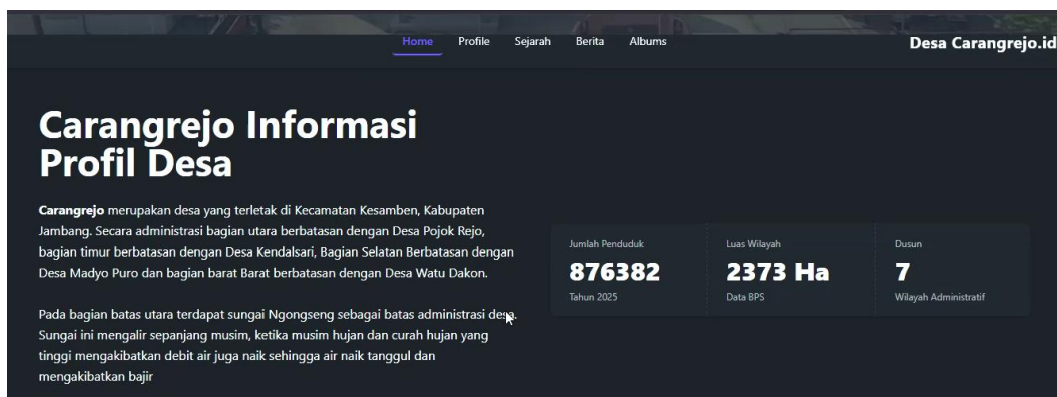 Home Profile Sejarah Berita Albums
Desa Carangrejo.id
Carangrejo Informasi
Profil Desa
Carangrejo merupakan desa yang terletak di Kecamatan Kesamben, Kabupaten
Jambang. Secara administrasi bagian utara berbatasan dengan Desa Pojok Rejo,
bagian timur berbatasan dengan Desa Kendalsari, Bagian Selatan Berbatasan dengan
Desa Madyo Puro dan bagian barat Barat berbatasan dengan Desa Watu Dakon.
Pada bagian batas utara terdapat sungai Ngongseng sebagai batas administrasi desa.
Sungai ini mengalir sepanjang musim, ketika musim hujan dan curah hujan yang
tinggi mengakibatkan debit air juga naik sehingga air naik tanggul dan
mengakibatkan bajir
Jumlah Penduduk
876382
Tahun 2025
Luas Wilayah
2373 Ha
Data BPS
Dusun
7
Wilayah Administratif